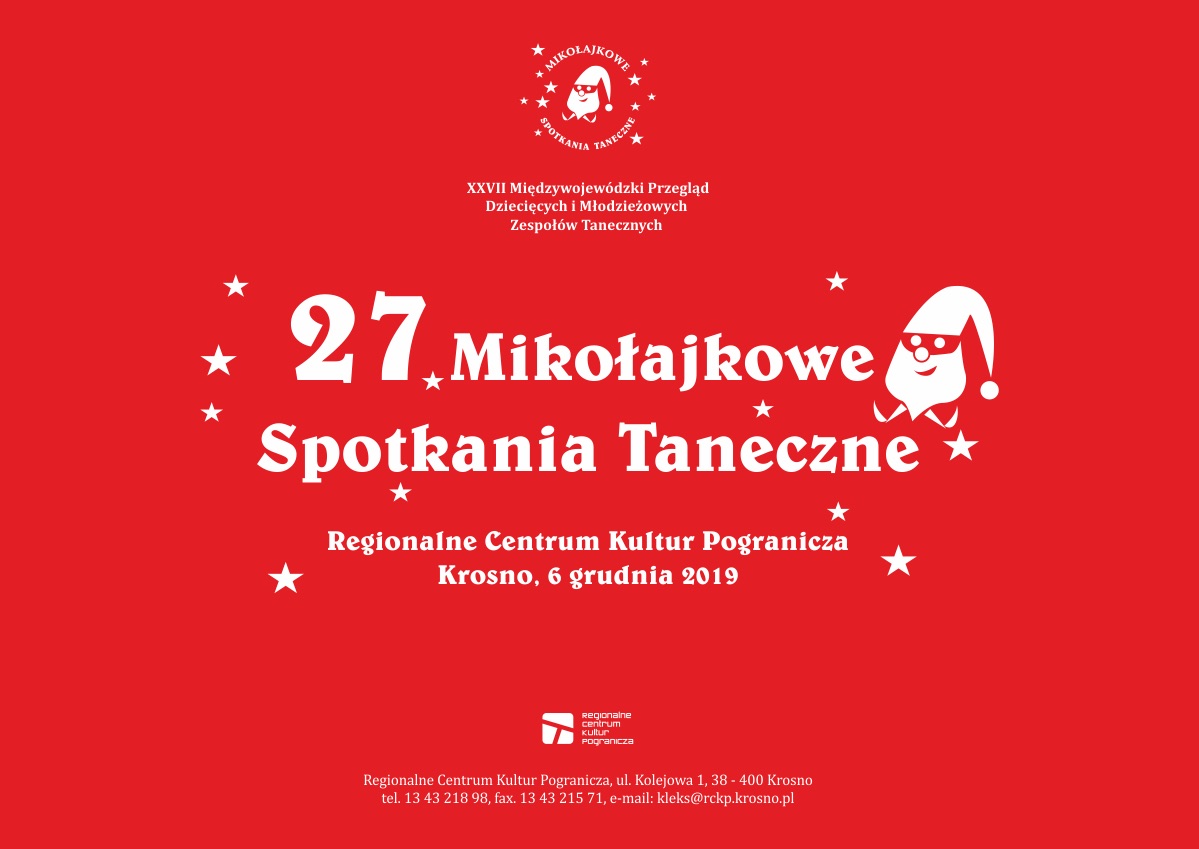 MIKOŁAJKOWE
SPOTKANIA TANECZNE
XXVII Międzywojewódzki Przegląd
Dziecięcych i Młodzieżowych
Zespołów Tanecznych
27 Mikołajkowe
Spotkania Taneczne
Regionalne Centrum Kultur Pogranicza
Krosno, 6 grudnia 2019
Regionalne
centrum
kultur
Pogranicza
Regionalne Centrum Kultur Pogranicza, ul. Kolejowa 1, 38 - 400 Krosno
tel. 13 43 218 98, fax. 13 43 215 71, e-mail: kleks@rckp.krosno.pl